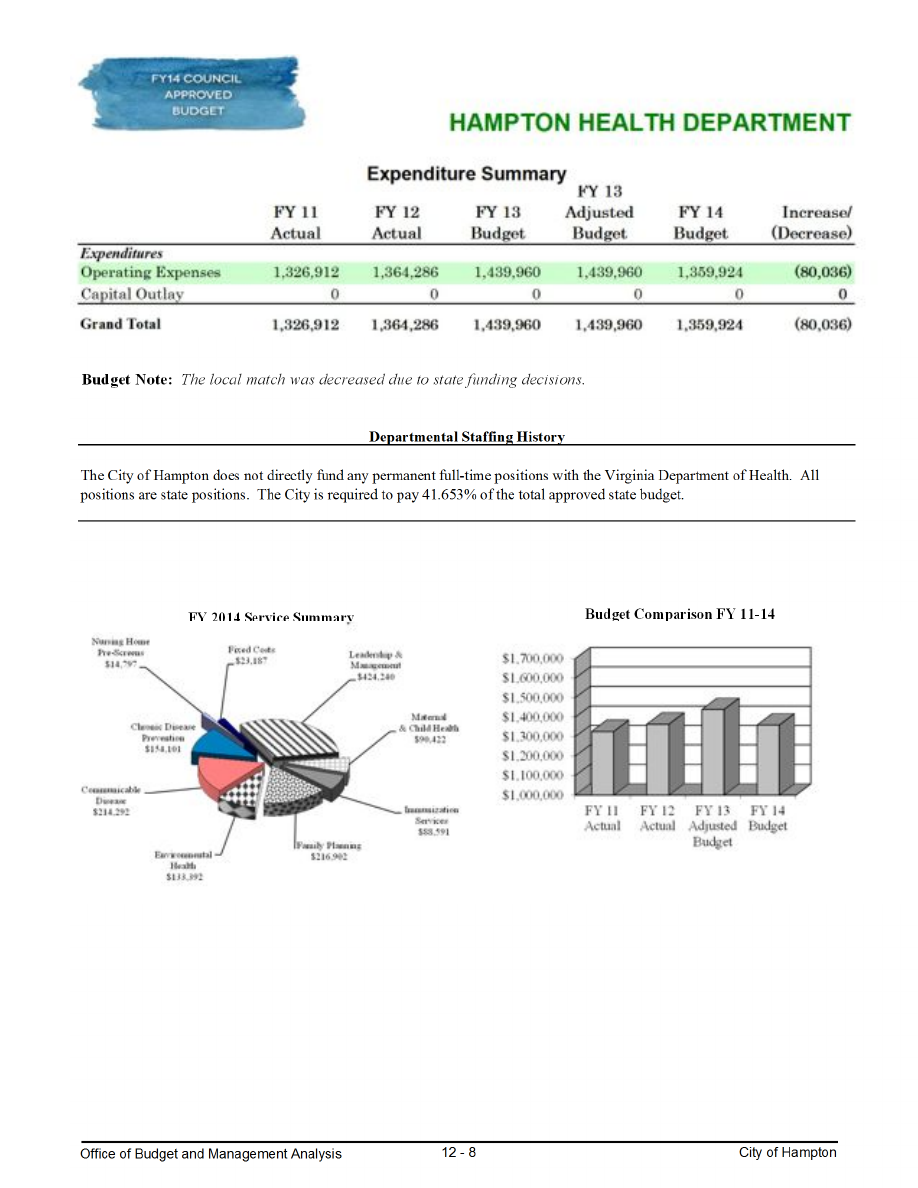 FY14 COUNCIL
APPROVED
BUDGET
HAMPTON HEALTH DEPARTMENT
Expenditure Summary
FY 13
FY 11 FY 12 FY 13 Adjusted FY 14 Increase/
Actual Actual Budget Budget Budget (Decrease)
Expenditures
Operating Expenses 1,326,912 1,364,286 1,439,960 1,439,960 1,359,924 (80,036)
Capital Outlay 0 0 0 0 0 0
Grand Total 1,326,912 1,364,286 1,439,960 1,439,960 1,359,924 (80,036)
Budget Note: The local match was decreased due to state funding decisions.
Departmental Staffing History
The City of Hampton does not directly fund any permanent full-time positions with the Virginia Department of Health. All
positions are state positions. The City is required to pay 41.653% of the total approved state budget.
FY 2014 Service Summary
Nursing Home
Pre-Screens
$14,797
Fixed Costs
$23,187
Leadership &
Management
$424,240
Maternal
& Child Health
$90,422
Chronic Disease
Prevention
$154,101
Communicable
Disease
$214,292
Immunization
Services
$88,591
Environmental
Health
$133,392
Family Planning
$216,902
Budget Comparison FY 11-14
$1,700,000
$1,600,000
$1,500,000
$1,400,000
$1,300,000
$1,200,000
$1,100,000
$1,000,000
FY 11 FY 12 FY 13 FY 14
Actual Actual Adjusted Budget
Budget
Office of Budget and Management Analysis 12 - 8 City of Hampton